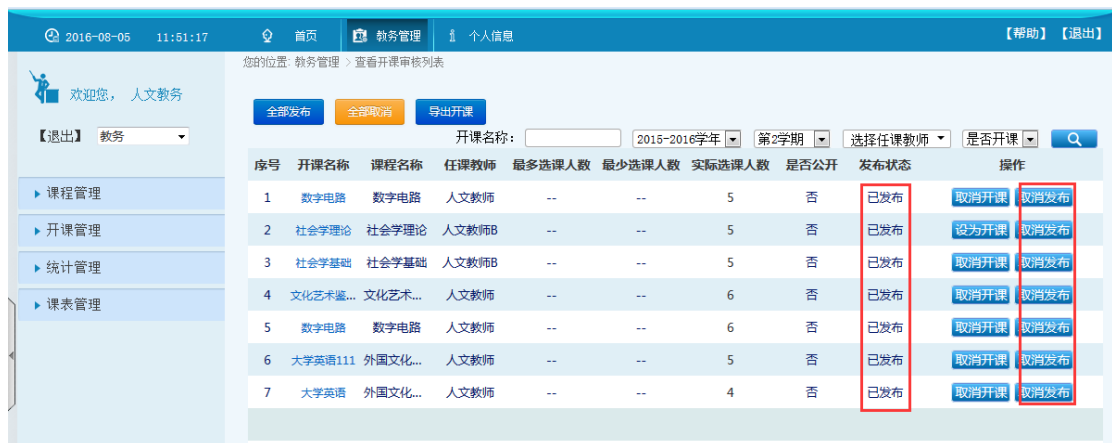 2016-08-05 11:51:17 首页 教务管理 个人信息 【帮助】 【退出】
您的位置: 教务管理 > 查看开课审核列表
欢迎您， 人文教务
全部发布 全部取消 导出开课
【退出】 教务
开课名称： 2015-2016学年 第2学期 选择任课教师 是否开课
序号 开课名称 课程名称 任课教师 最多选课人数 最少选课人数 实际选课人数 是否公开 发布状态 操作
课程管理
开课管理
统计管理
课表管理
1 数字电路 数字电路 人文教师 -- -- 5 否 已发布 取消开课 取消发布
2 社会学理论 社会学理论 人文教师B -- -- 5 否 已发布 设为开课 取消发布
3 社会学基础 社会学基础 人文教师B -- -- 5 否 已发布 取消开课 取消发布
4 文化艺术鉴... 文化艺术... 人文教师 -- -- 6 否 已发布 取消开课 取消发布
5 数字电路 数字电路 人文教师 -- -- 6 否 已发布 取消开课 取消发布
6 大学英语111 外国文化... 人文教师 -- -- 5 否 已发布 取消开课 取消发布
7 大学英语 外国文化... 人文教师 -- -- 4 否 已发布 取消开课 取消发布